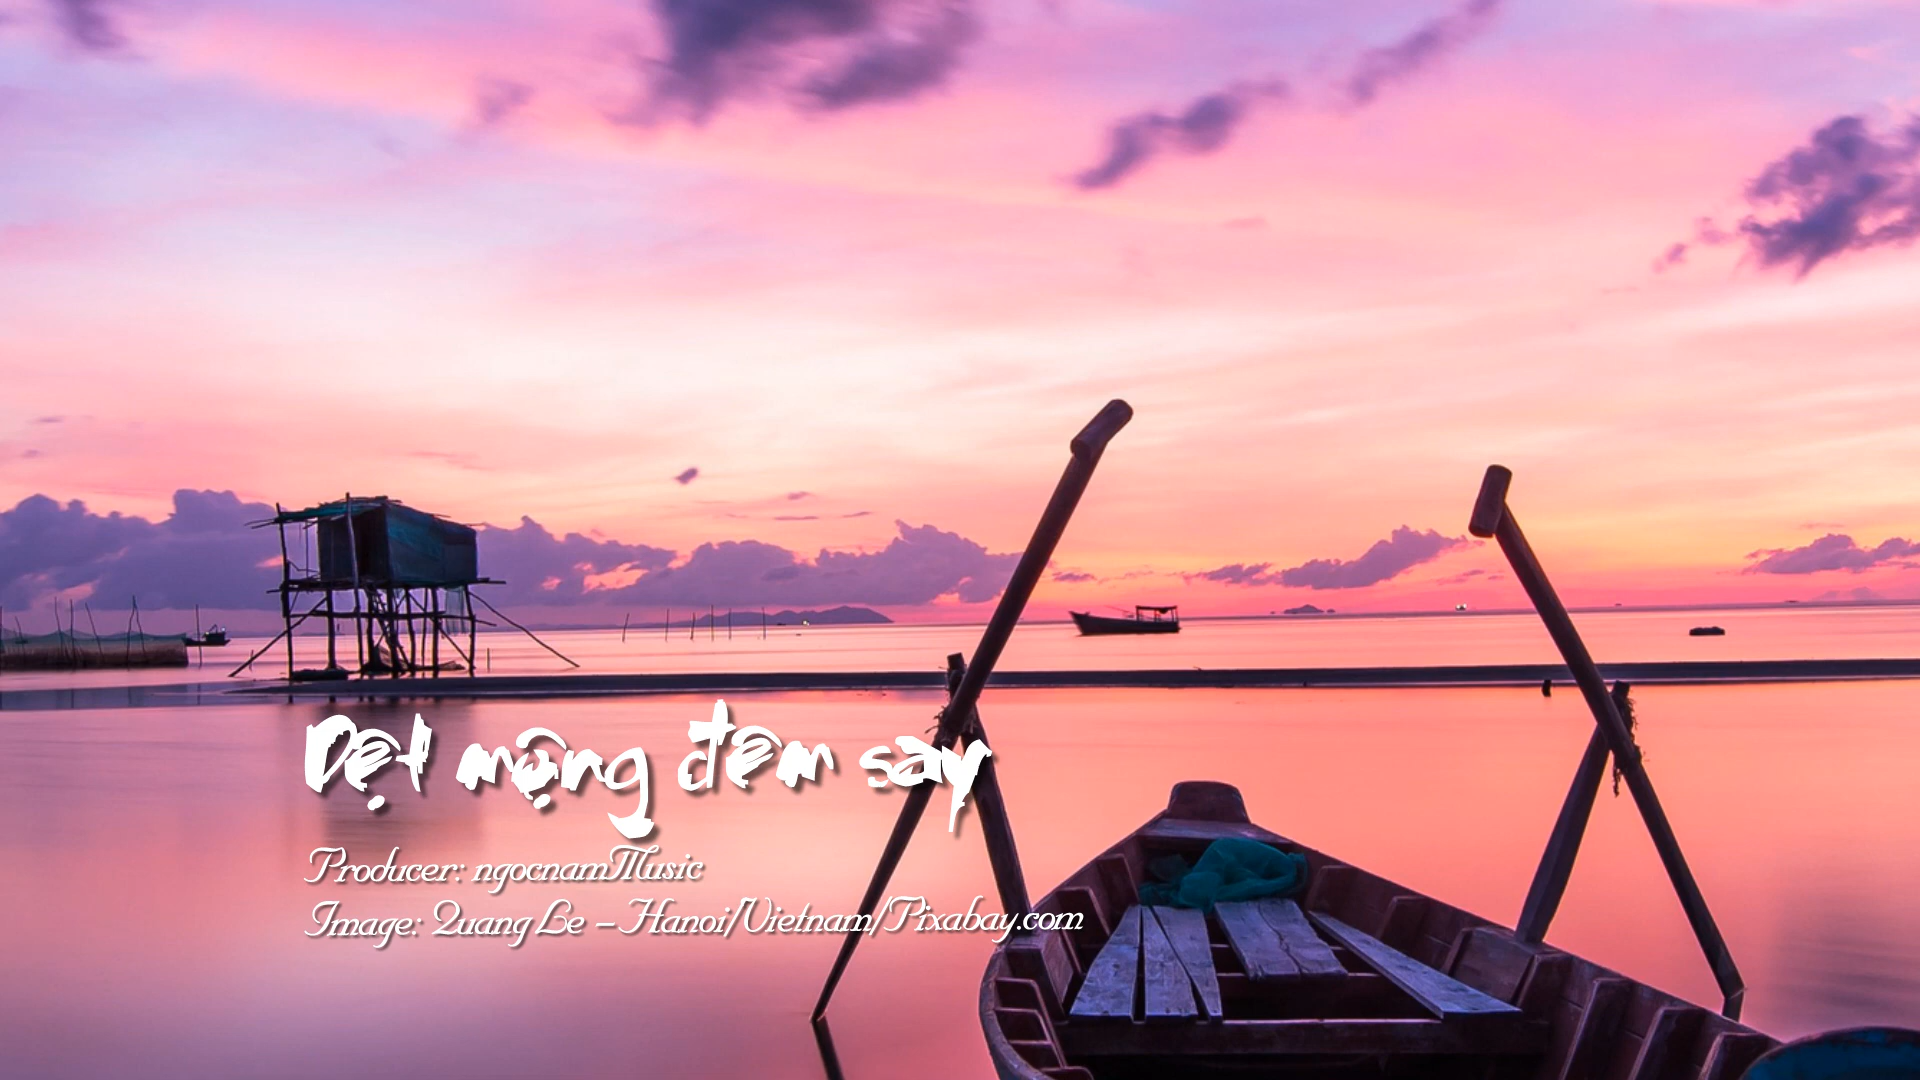 Dệt mộng đêm say
Producer: ngocnamMusic
Image: Quang Le - Hanoi/Vietnam/Pixabay.com